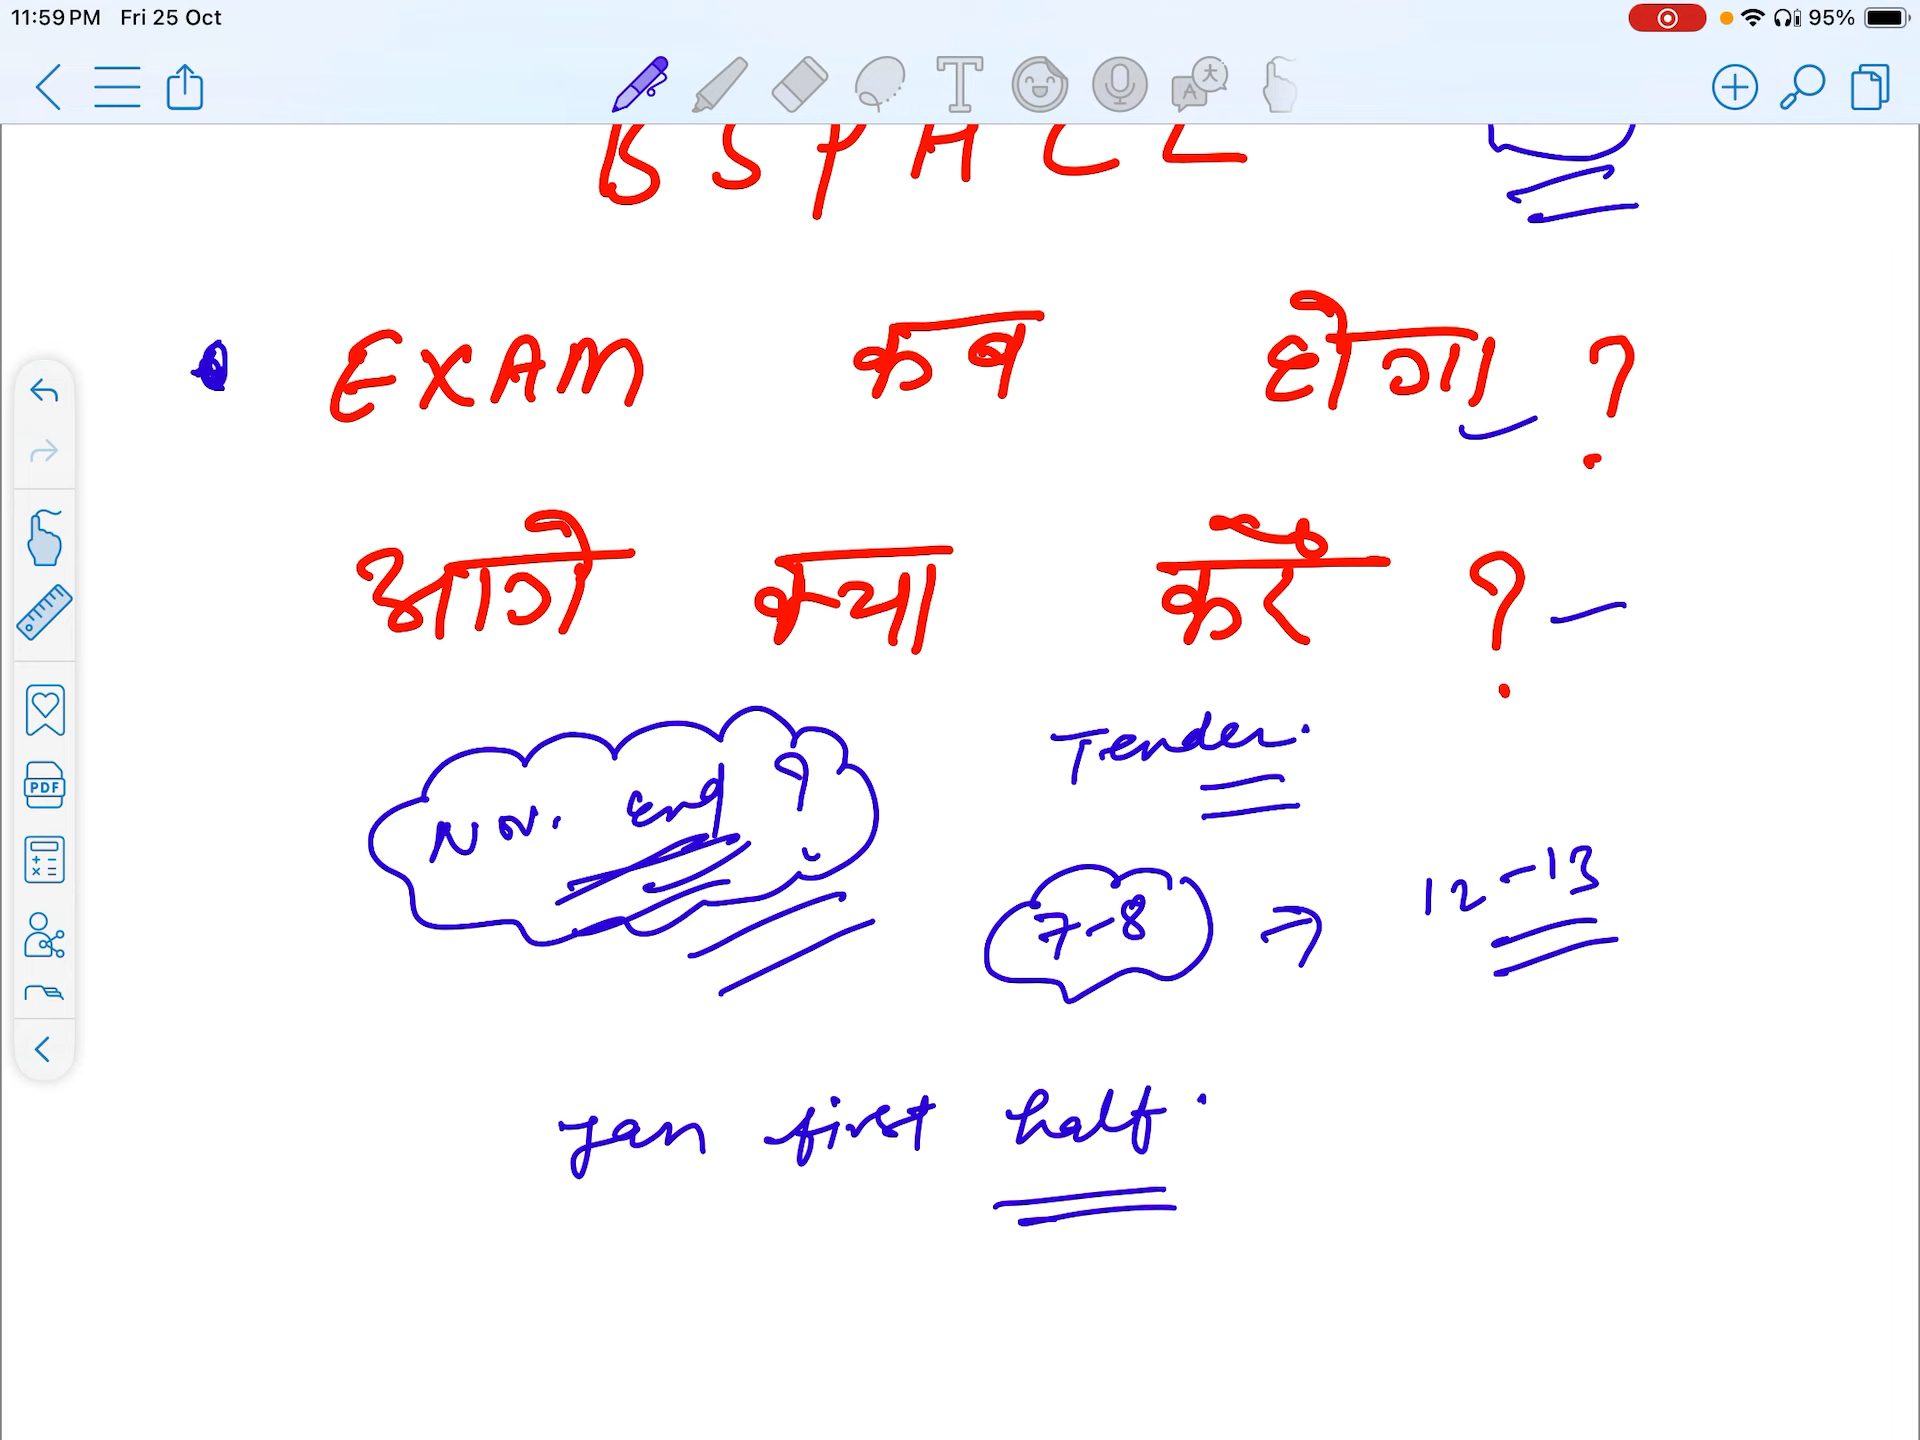 11:59 PM Fri 25 Oct 95%
BSPHCL
EXAM कब होगा ?
आगे क्या करें ?
Nov. End ?
Tender.
7-8 → 12-13
Jan first half.
PDF